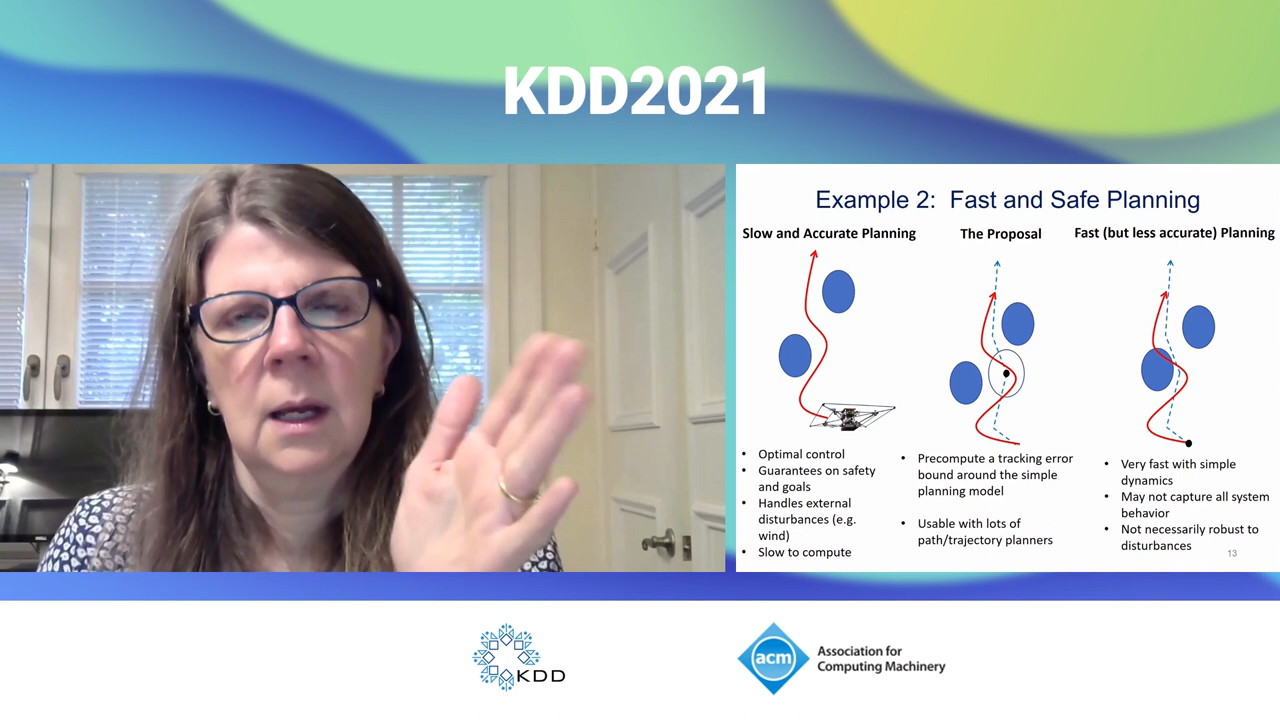 KDD2021
Example 2: Fast and Safe Planning
Slow and Accurate Planning
The Proposal
Fast (but less accurate) Planning
• Optimal control
• Guarantees on safety
and goals
• Handles external
disturbances (e.g.
wind)
• Slow to compute
• Precompute a tracking error
bound around the simple
planning model
• Usable with lots of
path/trajectory planners
• Very fast with simple
dynamics
• May not capture all system
behavior
• Not necessarily robust to
disturbances
13
KDD
acm
Association for
Computing Machinery